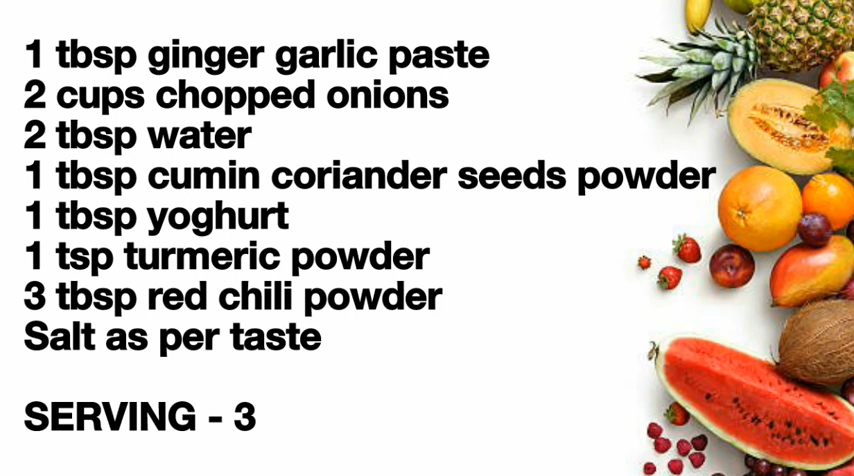 1 tbsp ginger garlic paste
2 cups chopped onions
2 tbsp water
1 tbsp cumin coriander seeds powder
1 tbsp yoghurt
1 tsp turmeric powder
3 tbsp red chili powder
Salt as per taste
SERVING - 3